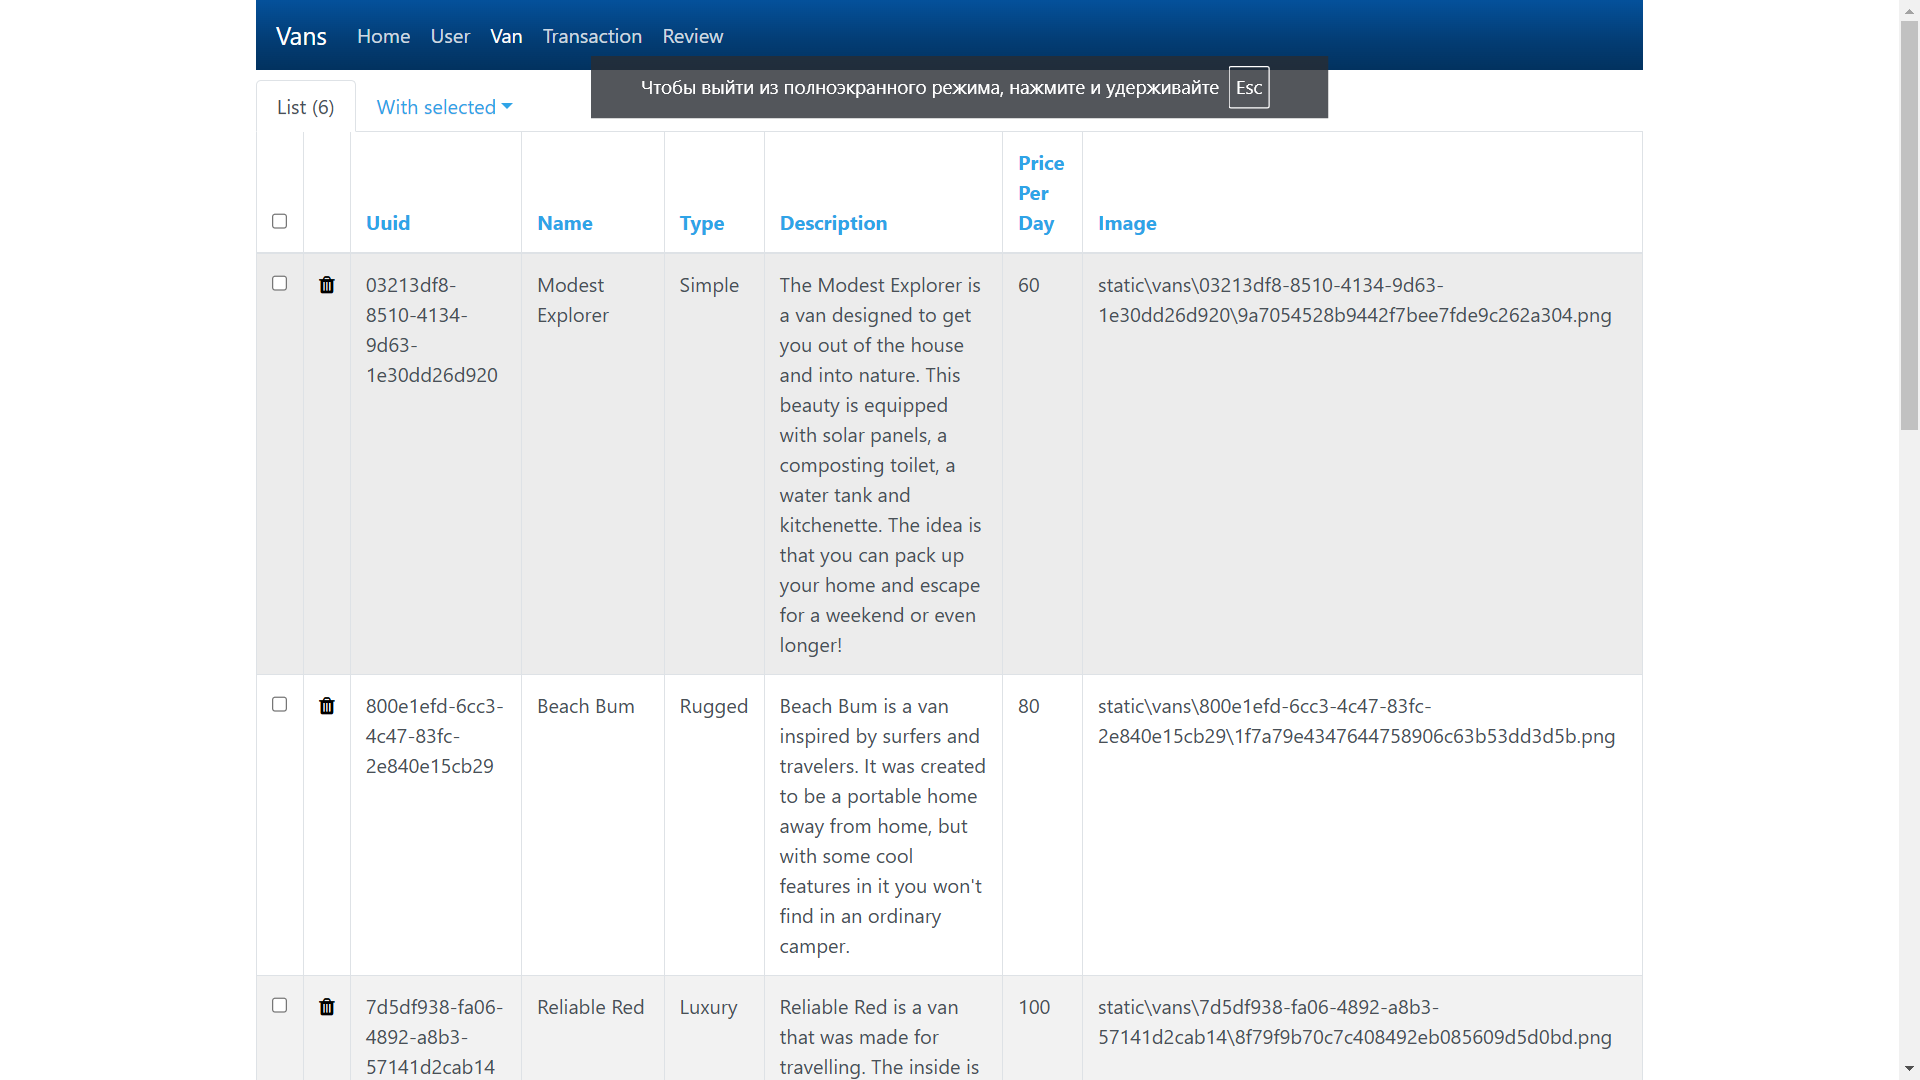 Vans Home User Van Transaction Review
Чтобы выйти из полноэкранного режима, нажмите и удерживайте Esc
List (6) With selected
Uuid Name Type Description Price Per Day Image
03213df8-
8510-4134-
9d63-
1e30dd26d920
Modest
Explorer
Simple
The Modest Explorer is
a van designed to get
you out of the house
and into nature. This
beauty is equipped
with solar panels, a
composting toilet, a
water tank and
kitchenette. The idea is
that you can pack up
your home and escape
for a weekend or even
longer!
60
static\vans\03213df8-8510-4134-9d63-
1e30dd26d920\9a7054528b9442f7bee7fde9c262a304.png
800e1efd-6cc3-
4c47-83fc-
2e840e15cb29
Beach Bum
Rugged
Beach Bum is a van
inspired by surfers and
travelers. It was created
to be a portable home
away from home, but
with some cool
features in it you won't
find in an ordinary
camper.
80
static\vans\800e1efd-6cc3-4c47-83fc-
2e840e15cb29\1f7a79e4347644758906c63b53dd3d5b.png
7d5df938-fa06-
4892-a8b3-
57141d2cab14
Reliable Red
Luxury
Reliable Red is a van
that was made for
travelling. The inside is
100
static\vans\7d5df938-fa06-4892-a8b3-
57141d2cab14\8f79f9b70c7c408492eb085609d5d0bd.png